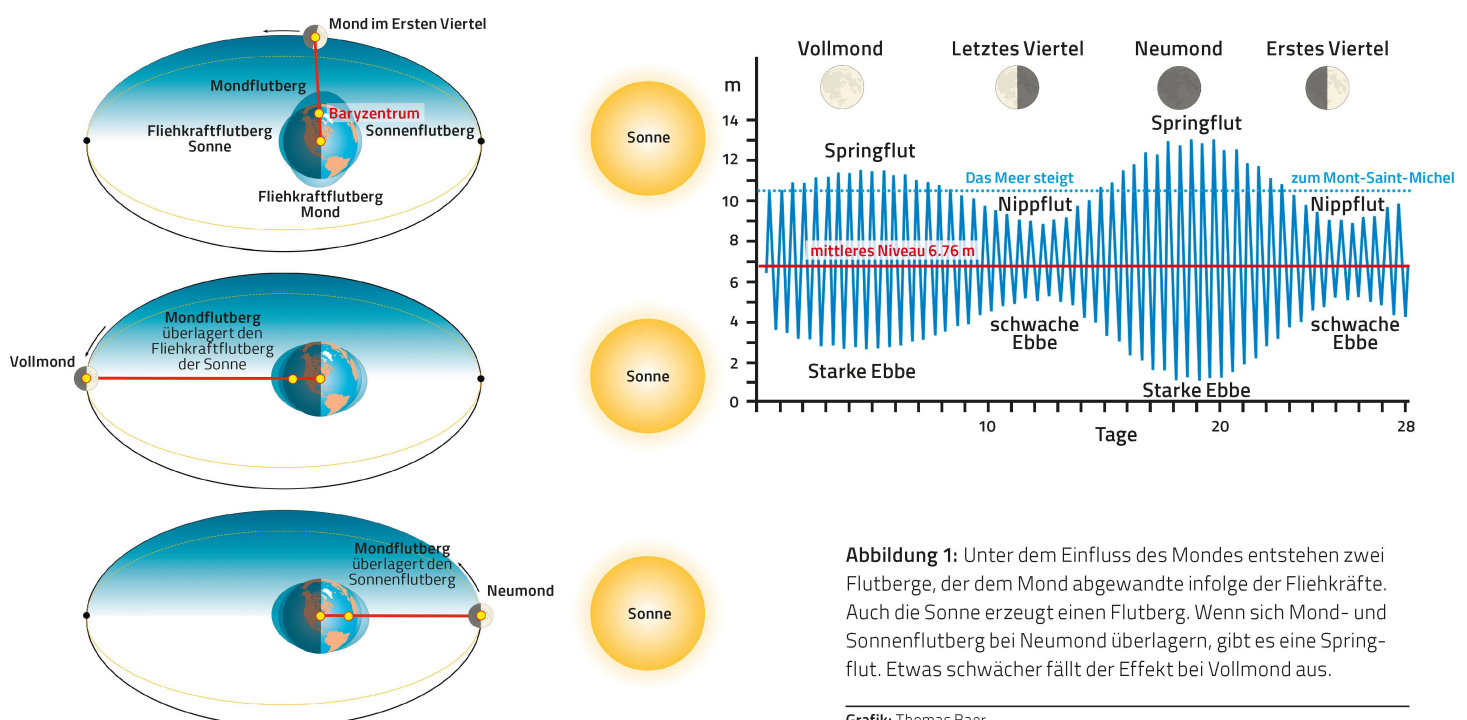 Mond im Ersten Viertel
Mondflutberg
Baryzentrum
Fliehkraftflutberg
Sonne
Sonnenflutberg
Fliehkraftflutberg
Mond
Sonne
Vollmond
Mondflutberg
überlagert den
Fliehkraftflutberg
der Sonne
Sonne
Mondflutberg
überlagert den
Sonnenflutberg
Neumond
Sonne
Vollmond
Letztes Viertel
Neumond
Erstes Viertel
m
14
12
10
8
6
4
2
0
Springflut
Springflut
Das Meer steigt
zum Mont-Saint-Michel
Nippflut
Nippflut
mittleres Niveau 6.76 m
schwache
Ebbe
schwache
Ebbe
Starke Ebbe
Starke Ebbe
10
20
28
Tage
Abbildung 1: Unter dem Einfluss des Mondes entstehen zwei
Flutberge, der dem Mond abgewandte infolge der Fliehkräfte.
Auch die Sonne erzeugt einen Flutberg. Wenn sich Mond- und
Sonnenflutberg bei Neumond überlagern, gibt es eine Spring-
flut. Etwas schwächer fällt der Effekt bei Vollmond aus.
Grafik: Thomas Baer